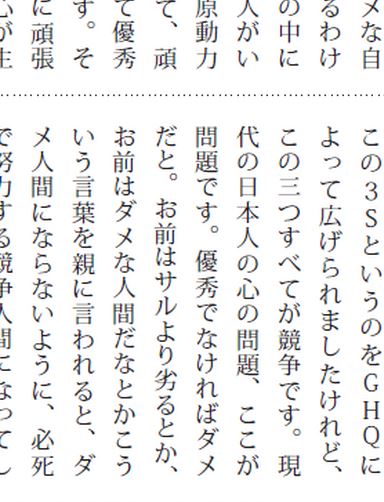 メな自
るわけ
の中に
人がい
原動力
て、頑
て優秀
す。そ
に頑張
心が生
この3SというのをGHQに
よって広げられましたけれど、
この三つすべてが競争です。現
代の日本人の心の問題、ここが
問題です。優秀でなければダメ
だと。お前はサルより劣るとか、
お前はダメな人間だなとかこう
いう言葉を親に言われると、ダ
メ人間にならないように、必死
で努力する競争人間になってし